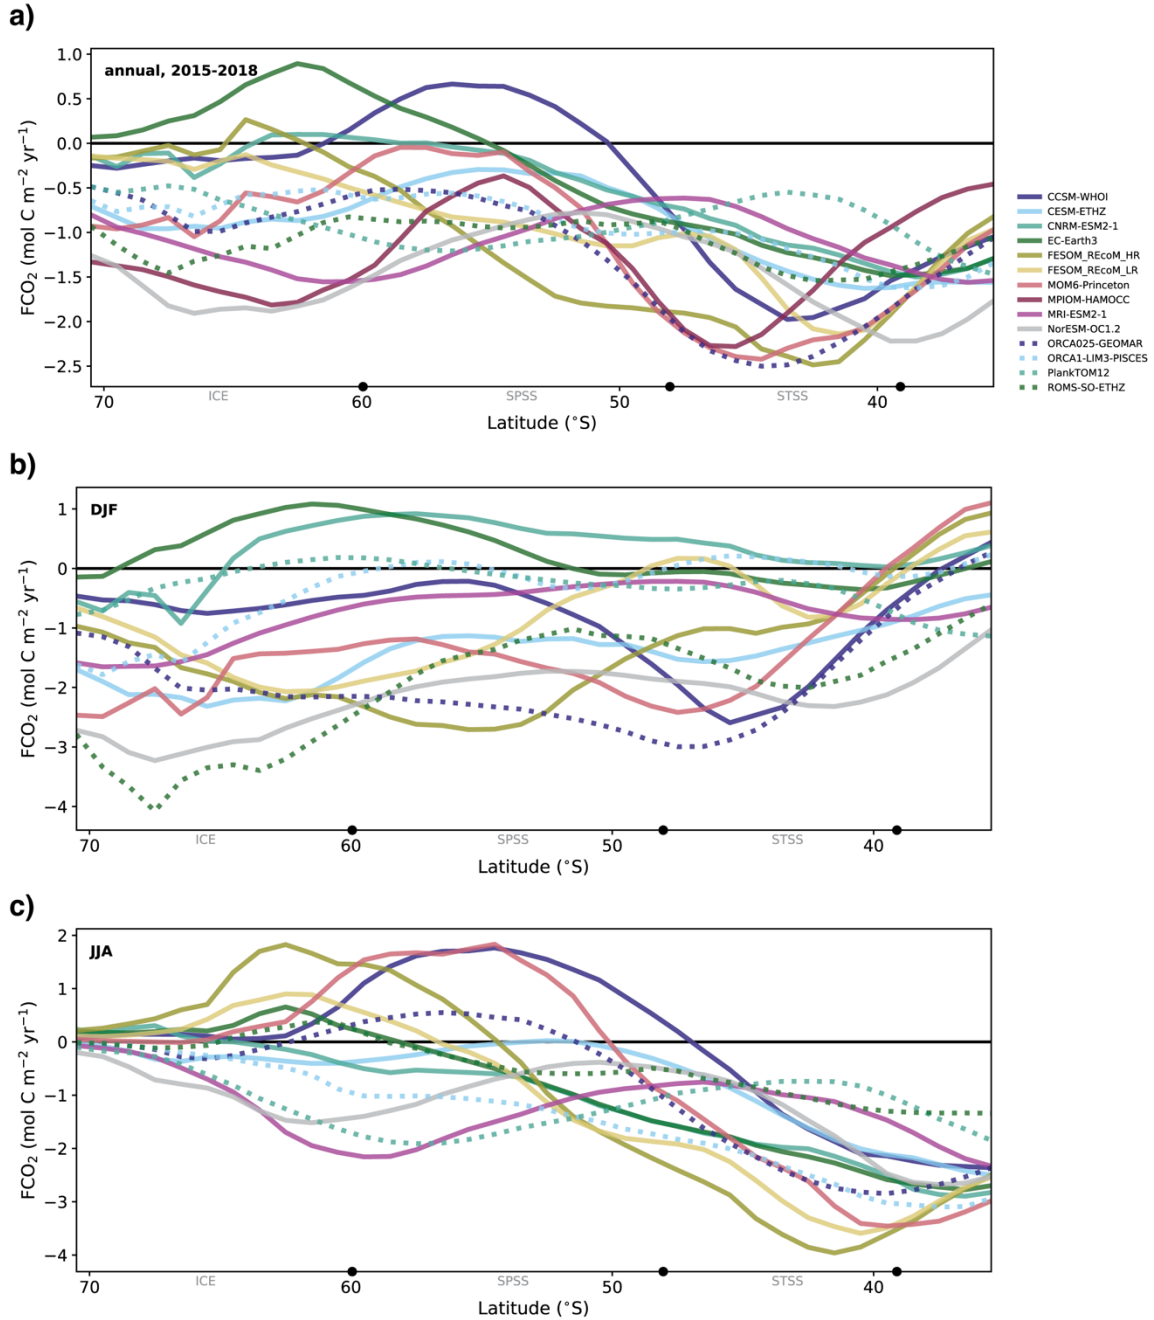 a)
1.0
0.5
0.0
−0.5
−1.0
−1.5
−2.0
−2.5
FCO₂ (mol C m⁻² yr⁻¹)
annual, 2015-2018
70 60 50 40
ICE SPSS STSS
Latitude (°S)
CCSM-WHOI
CESM-ETHZ
CNRM-ESM2-1
EC-Earth3
FESOM_REcoM_HR
FESOM_REcoM_LR
MOM6-Princeton
MPIOM-HAMOCC
MRI-ESM2-1
NorESM-OC1.2
ORCA025-GEOMAR
ORCA1-LIM3-PISCES
PlankTOM12
ROMS-SO-ETHZ
b)
1
0
−1
−2
−3
−4
FCO₂ (mol C m⁻² yr⁻¹)
DJF
70 60 50 40
ICE SPSS STSS
Latitude (°S)
c)
2
1
0
−1
−2
−3
−4
FCO₂ (mol C m⁻² yr⁻¹)
JJA
70 60 50 40
ICE SPSS STSS
Latitude (°S)